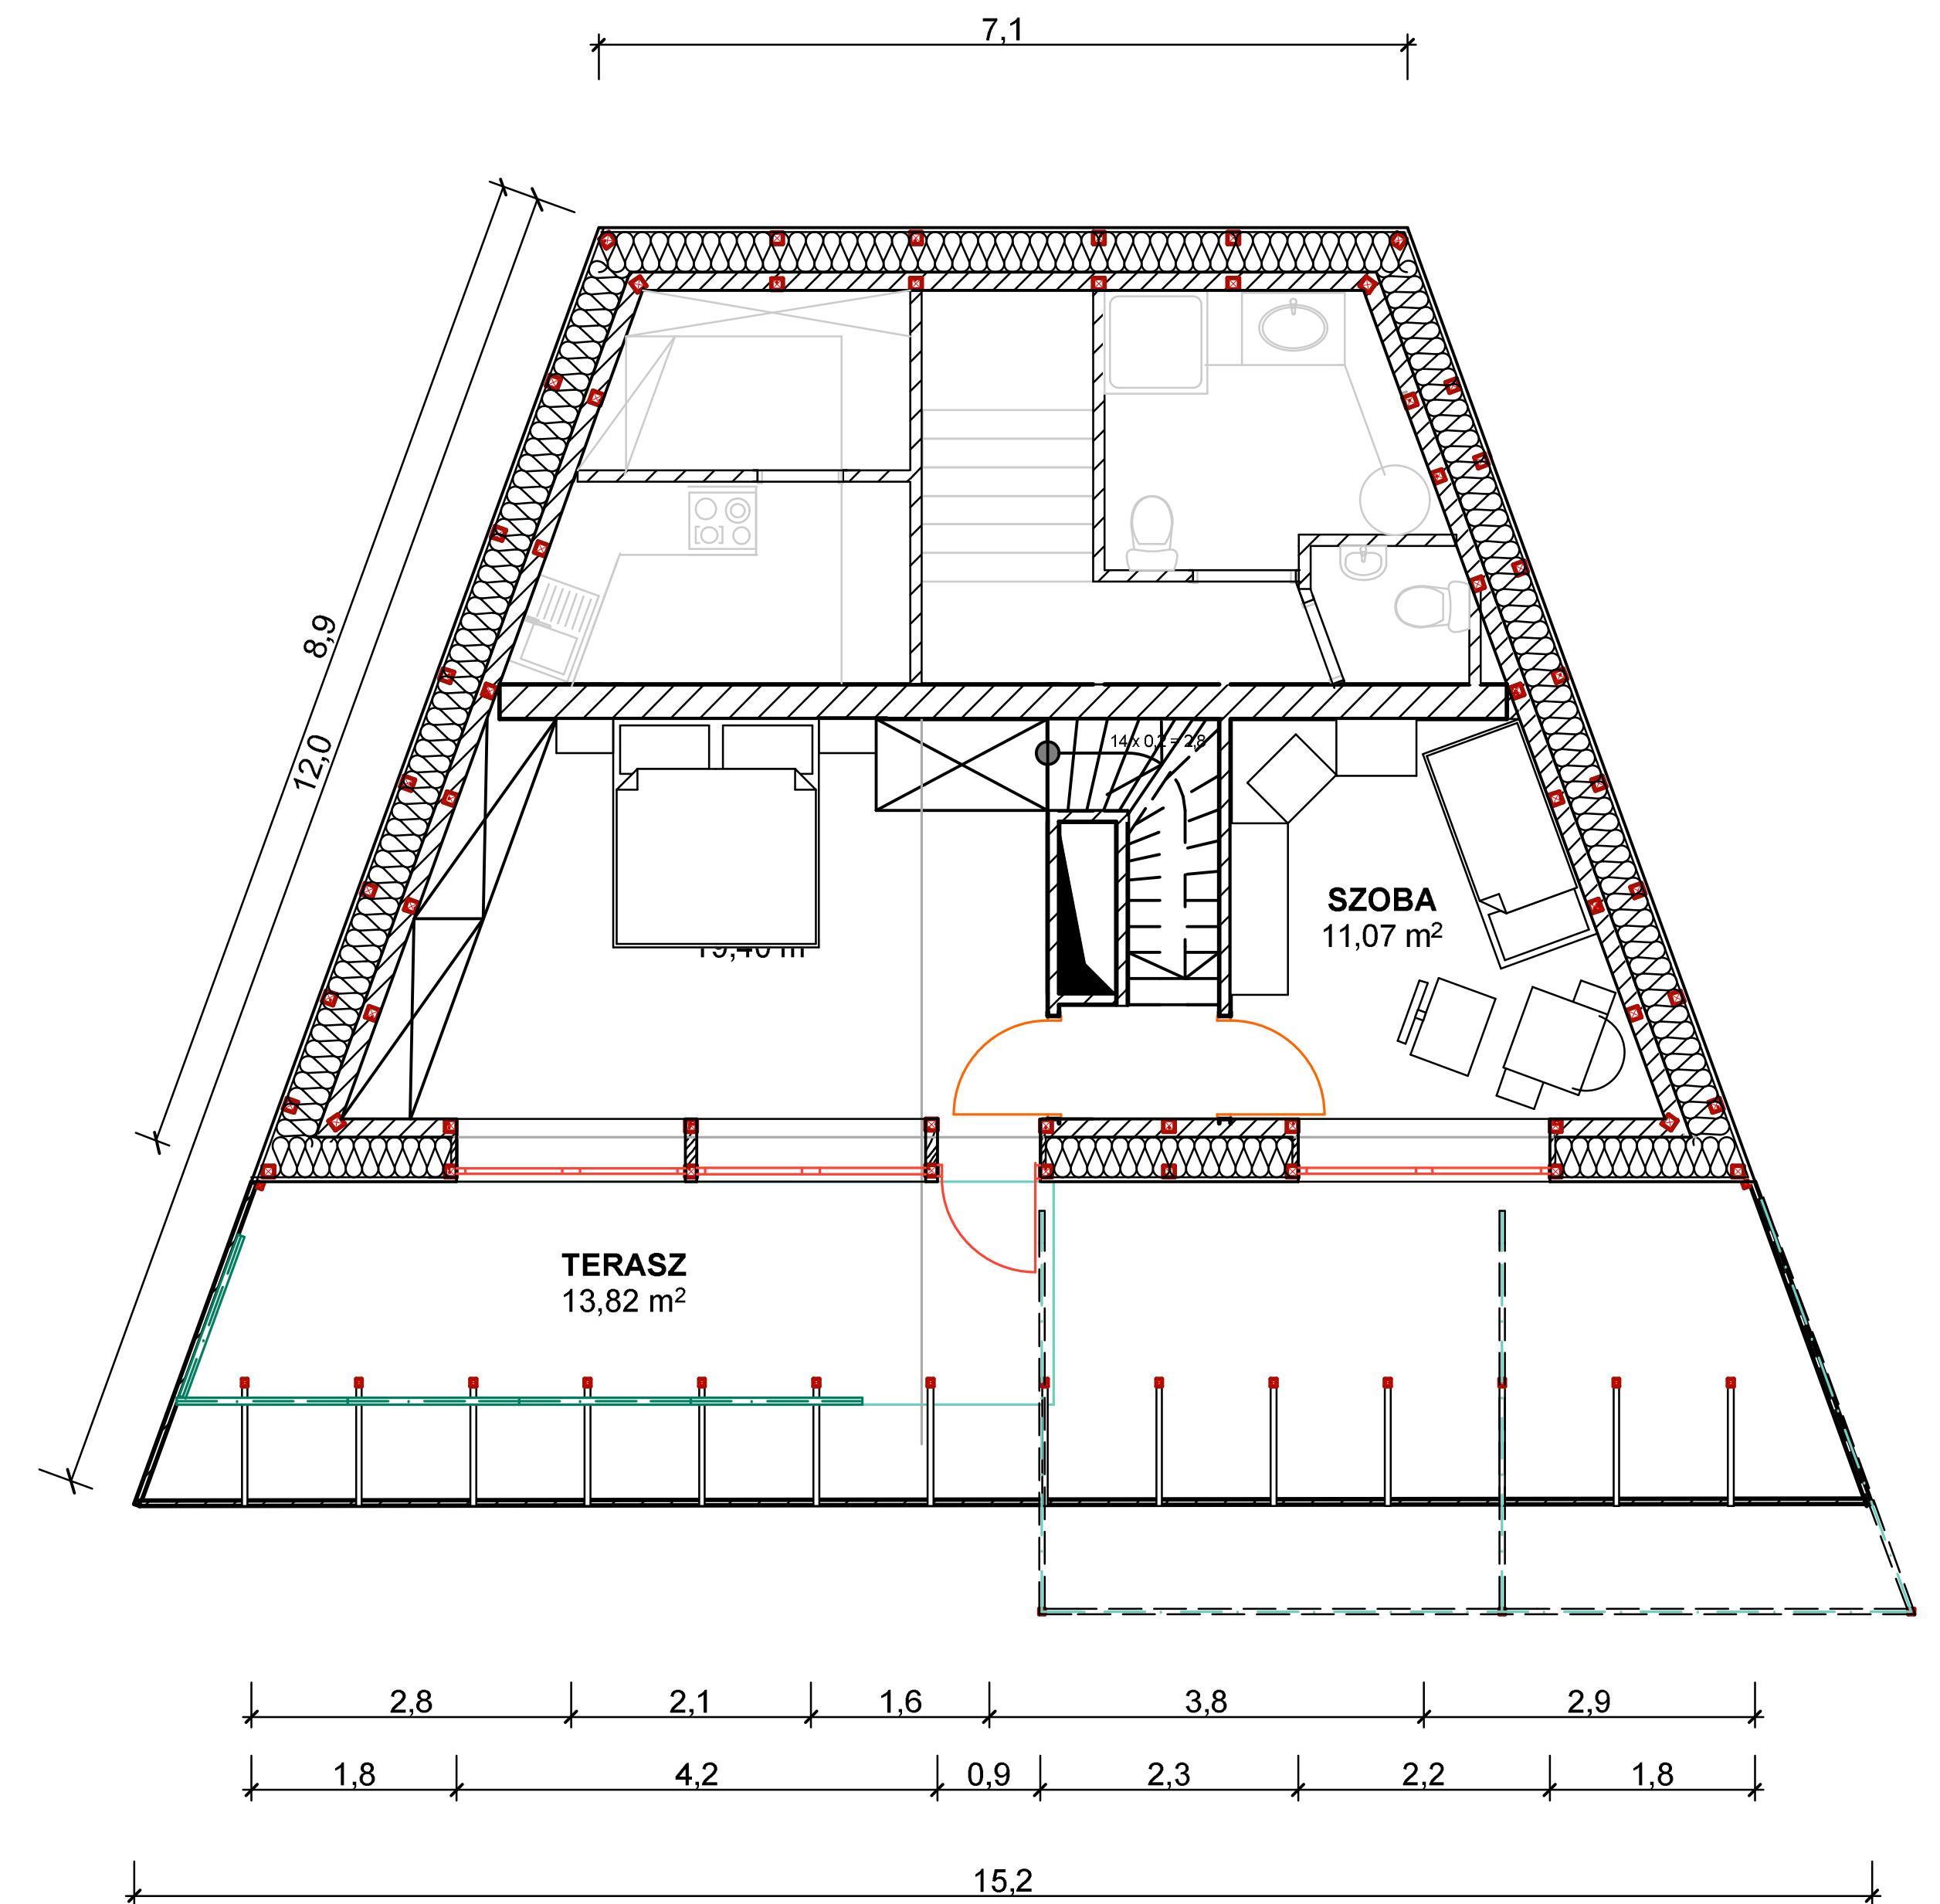 7,1
8,9
12,0
14 x 0,2 = 2,8
SZOBA
11,07 m²
19,40 m
TERASZ
13,82 m²
2,8 2,1 1,6 3,8 2,9
1,8 4,2 0,9 2,3 2,2 1,8
15,2